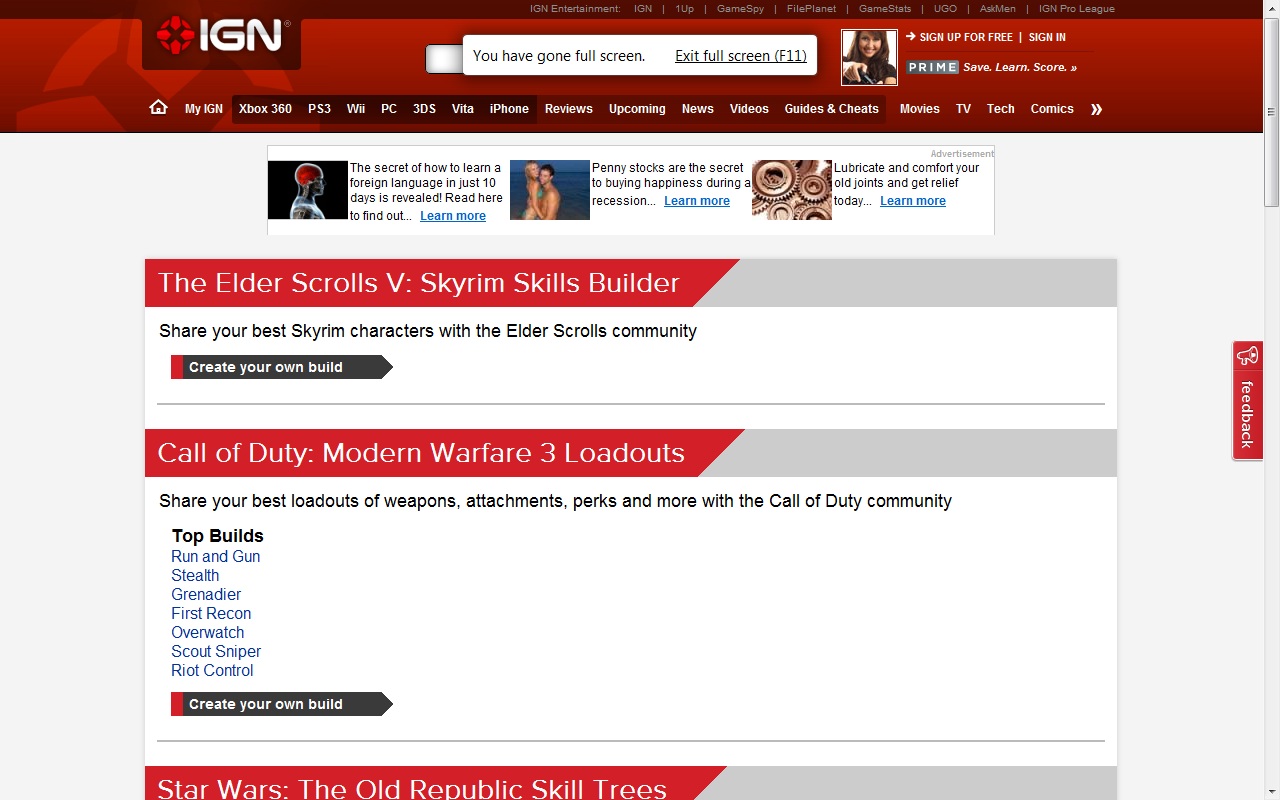 IGN Entertainment: IGN | 1Up | GameSpy | FilePlanet | GameStats | UGO | AskMen | IGN Pro League
IGN®
You have gone full screen. Exit full screen (F11)
SIGN UP FOR FREE | SIGN IN
PRIME Save. Learn. Score. »
My IGN Xbox 360 PS3 Wii PC 3DS Vita iPhone Reviews Upcoming News Videos Guides & Cheats Movies TV Tech Comics »
Advertisement
The secret of how to learn a
foreign language in just 10
days is revealed! Read here
to find out... Learn more
Penny stocks are the secret
to buying happiness during a
recession... Learn more
Lubricate and comfort your
old joints and get relief
today... Learn more
The Elder Scrolls V: Skyrim Skills Builder
Share your best Skyrim characters with the Elder Scrolls community
Create your own build
feedback
Call of Duty: Modern Warfare 3 Loadouts
Share your best loadouts of weapons, attachments, perks and more with the Call of Duty community
Top Builds
Run and Gun
Stealth
Grenadier
First Recon
Overwatch
Scout Sniper
Riot Control
Create your own build
Star Wars: The Old Republic Skill Trees